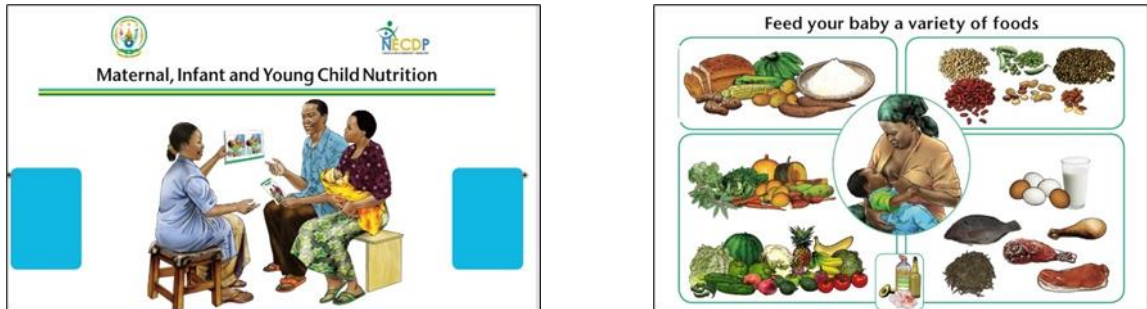 NECDP
Maternal, Infant and Young Child Nutrition
Feed your baby a variety of foods